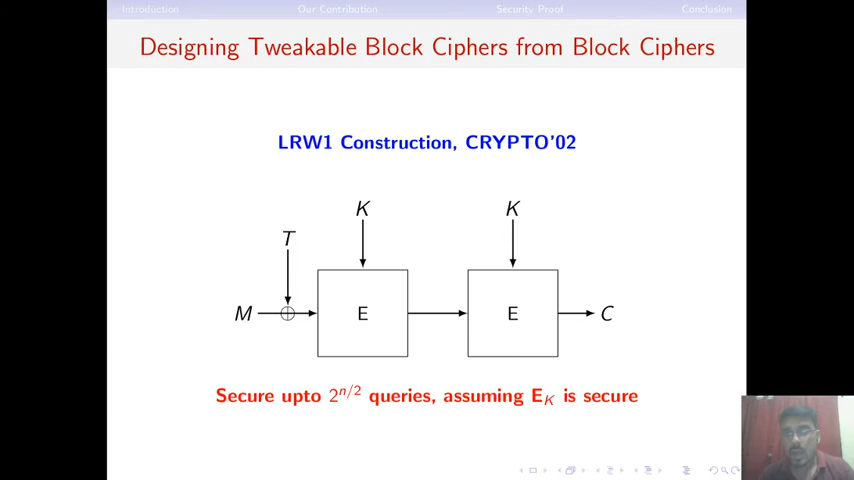 Introduction Our Contribution Security Proof Conclusion
Designing Tweakable Block Ciphers from Block Ciphers
LRW1 Construction, CRYPTO'02
K K
T
M E E C
Secure upto 2^{n/2} queries, assuming E_K is secure